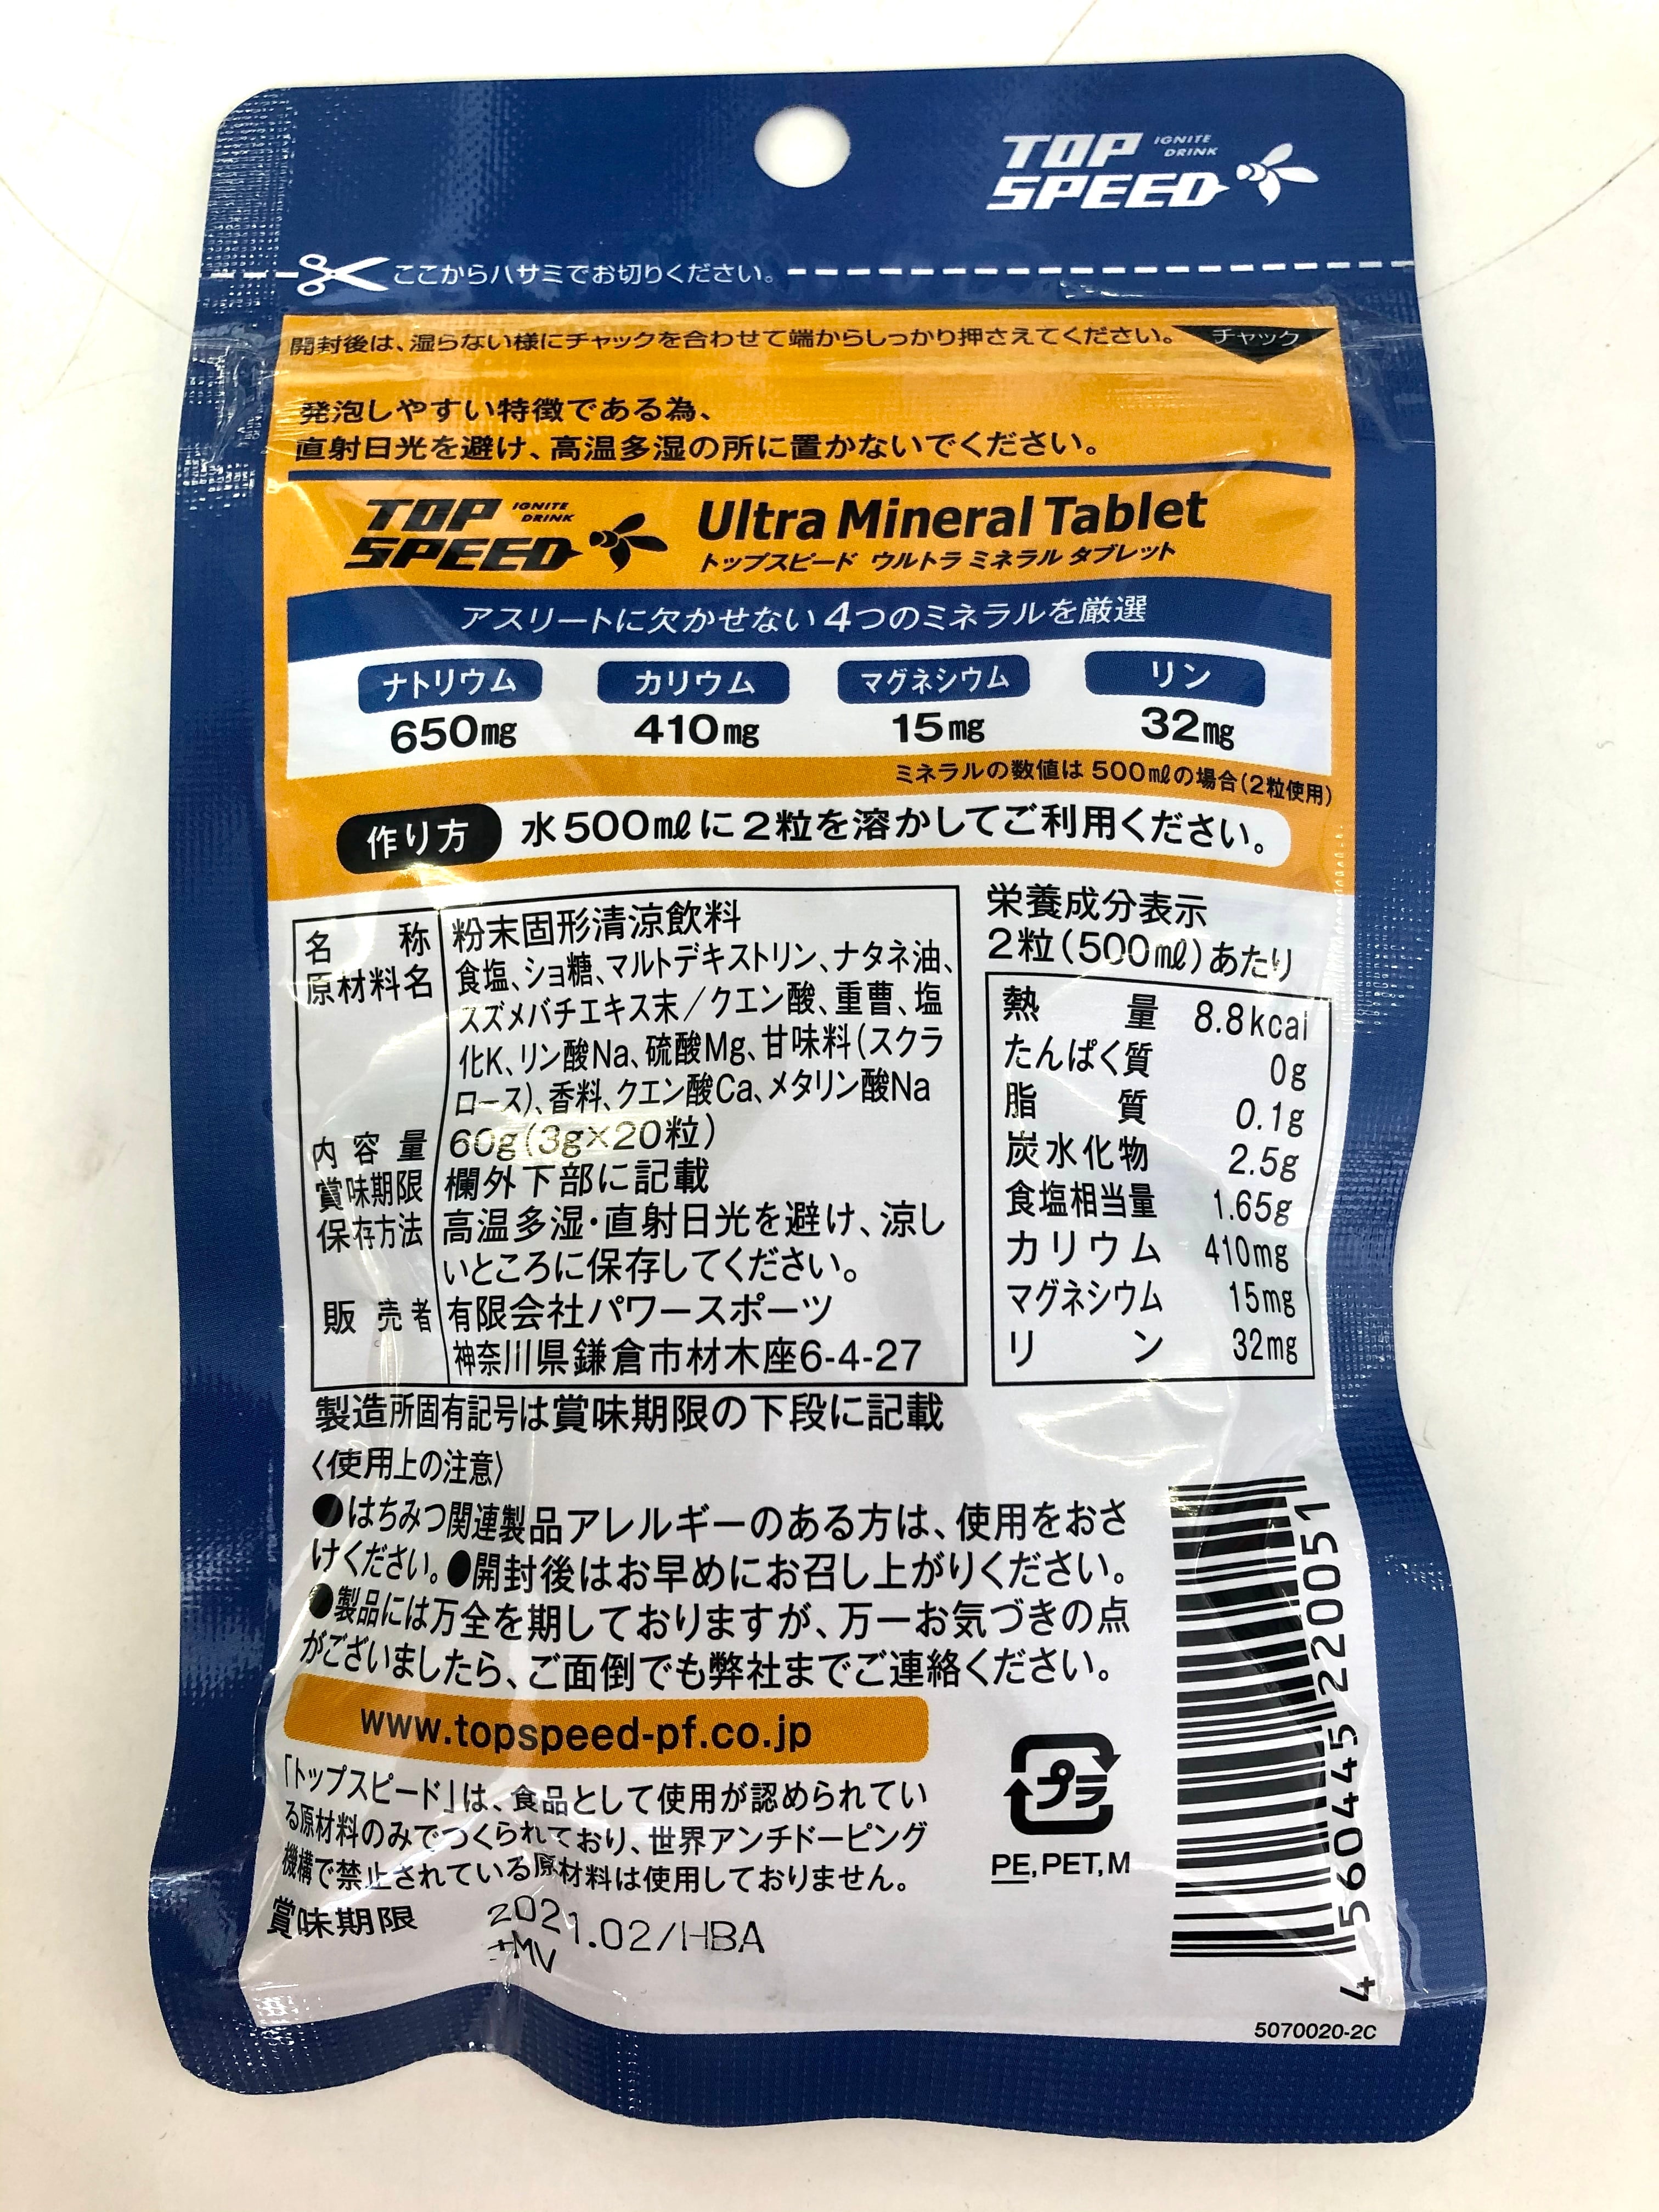 TOP IGNITE
DRINK
SPEED
ここからハサミでお切りください。
開封後は、湿らない様にチャックを合わせて端からしっかり押さえてください。 チャック
発泡しやすい特徴である為、
直射日光を避け、高温多湿の所に置かないでください。
TOP IGNITE
DRINK
SPEED
Ultra Mineral Tablet
トップスピード ウルトラ ミネラル タブレット
アスリートに欠かせない4つのミネラルを厳選
ナトリウム カリウム マグネシウム リン
650㎎ 410㎎ 15㎎ 32㎎
ミネラルの数値は500㎖の場合(2粒使用)
作り方 水500㎖に2粒を溶かしてご利用ください。
名称 粉末固形清涼飲料
原材料名 食塩、ショ糖、マルトデキストリン、ナタネ油、
スズメバチエキス末/クエン酸、重曹、塩
化K、リン酸Na、硫酸Mg、甘味料(スクラ
ロース)、香料、クエン酸Ca、メタリン酸Na
内容量 60g(3g×20粒)
賞味期限 欄外下部に記載
保存方法 高温多湿・直射日光を避け、涼し
いところに保存してください。
販売者 有限会社パワースポーツ
神奈川県鎌倉市材木座6-4-27
栄養成分表示
2粒(500㎖)あたり
熱量 8.8kcal
たんぱく質 0g
脂質 0.1g
炭水化物 2.5g
食塩相当量 1.65g
カリウム 410mg
マグネシウム 15mg
リン 32mg
製造所固有記号は賞味期限の下段に記載
〈使用上の注意〉
●はちみつ関連製品アレルギーのある方は、使用をおさ
けください。●開封後はお早めにお召し上がりください。
●製品には万全を期しておりますが、万一お気づきの点
がございましたら、ご面倒でも弊社までご連絡ください。
www.topspeed-pf.co.jp
「トップスピード」は、食品として使用が認められてい
る原材料のみでつくられており、世界アンチドーピング
機構で禁止されている原材料は使用しておりません。
賞味期限 2021.02/HBA
+MV
プラ
PE,PET,M
4 560445 220051
5070020-2C